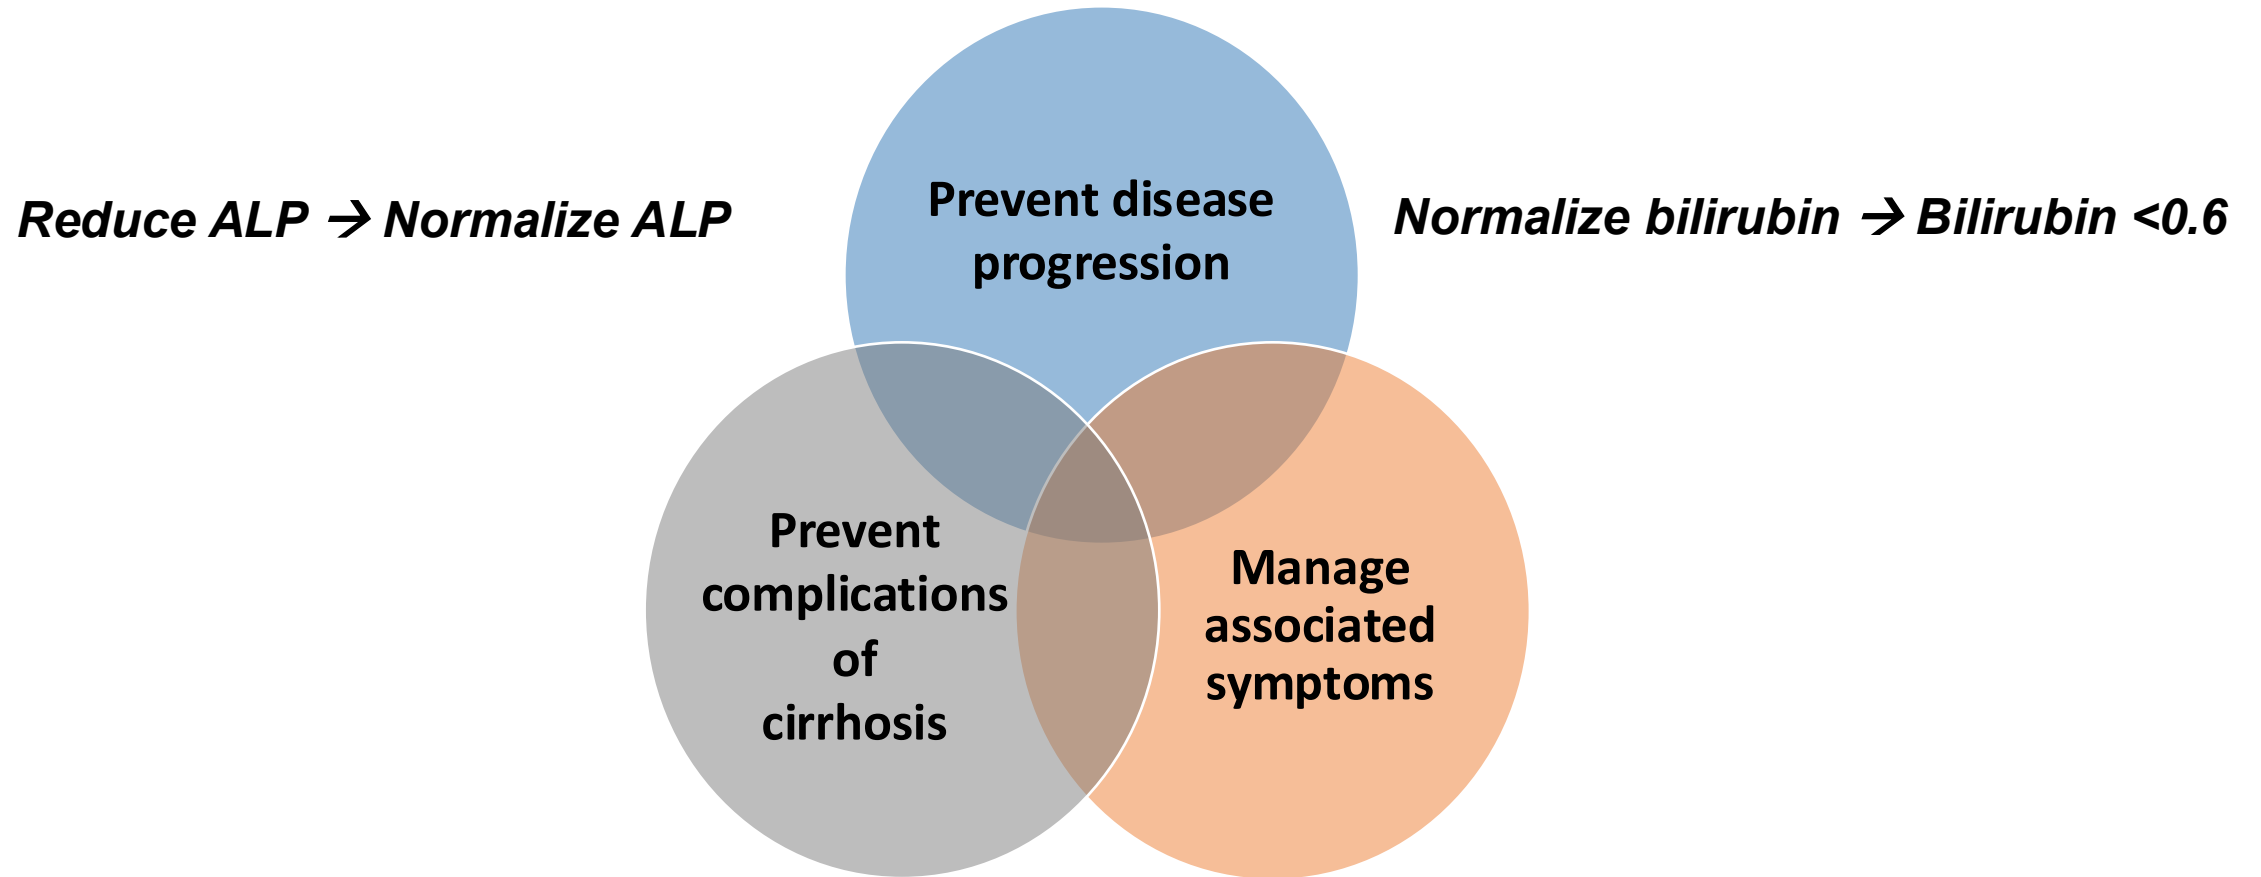 Reduce ALP → Normalize ALP
Prevent disease
progression
Normalize bilirubin → Bilirubin <0.6
Prevent
complications
of
cirrhosis
Manage
associated
symptoms